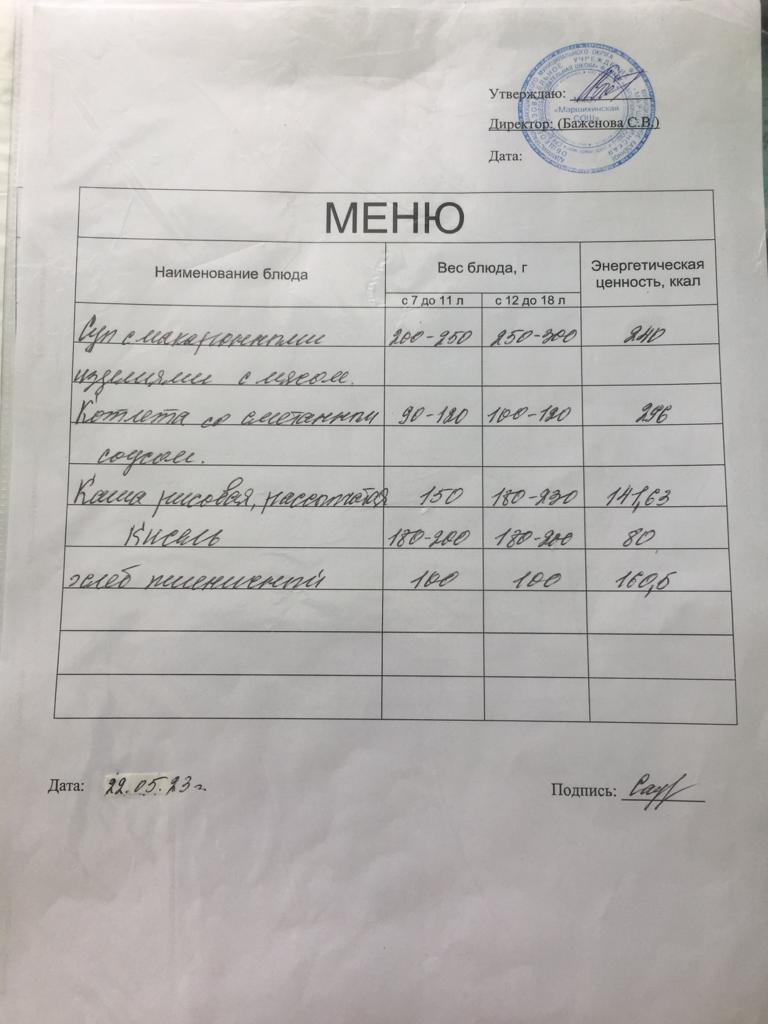 Утверждаю:
«Маршихинская
СОШ»
Директор: (Баженова С.В.)
Дата:
МЕНЮ
Наименование блюда
Вес блюда, г
Энергетическая
ценность, ккал
с 7 до 11 л
с 12 до 18 л
Суп с макаронными 200-250 250-300 240
изделиями с мясом.
Котлета со сметанным 90-120 100-120 296
соусом.
Каша рисовая, рассыпчатая 150 180-230 141,63
Кисель 180-200 180-200 80
хлеб пшеничный 100 100 160,5
Дата: 22.05.23г.
Подпись: